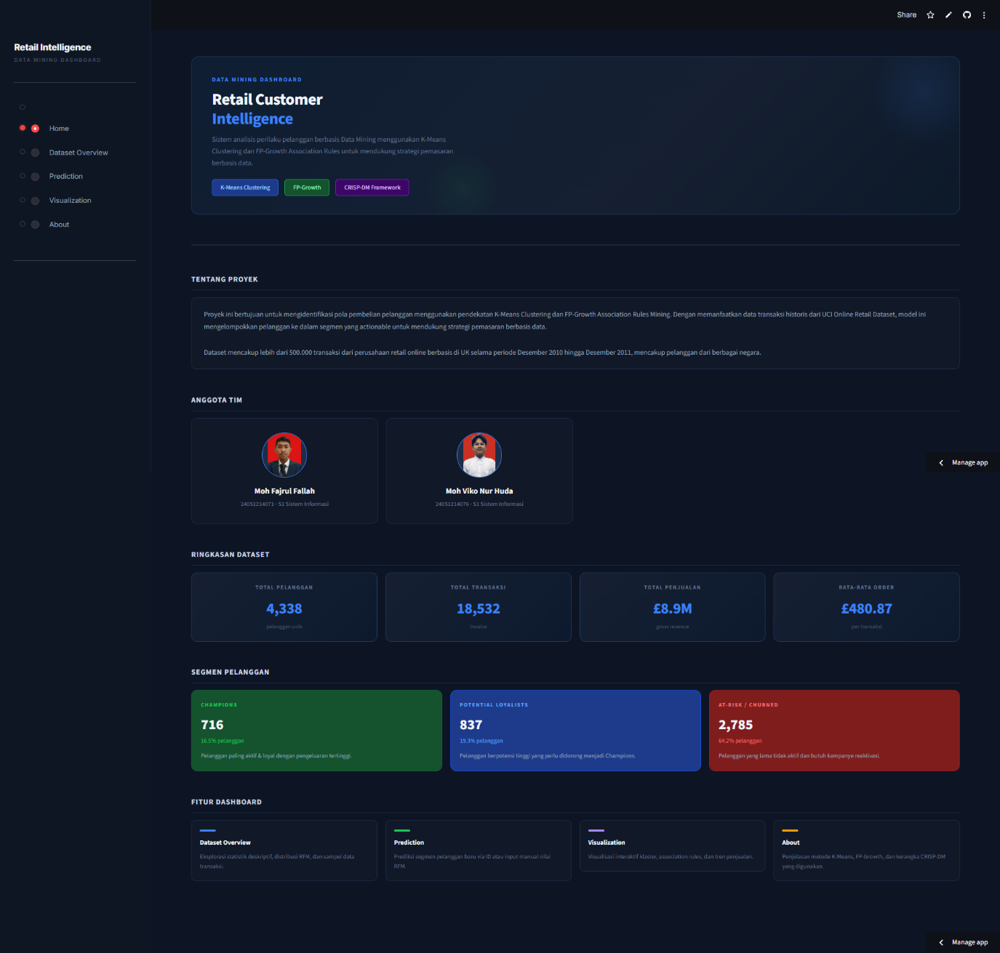 Share
Retail Intelligence
DATA MINING DASHBOARD
Home
Dataset Overview
Prediction
Visualization
About
DATA MINING DASHBOARD
Retail Customer
Intelligence
Sistem analisis perilaku pelanggan berbasis Data Mining menggunakan K-Means
Clustering dan FP-Growth Association Rules untuk mendukung strategi pemasaran
berbasis data.
K-Means Clustering
FP-Growth
CRISP-DM Framework
TENTANG PROYEK
Proyek ini bertujuan untuk mengidentifikasi pola pembelian pelanggan menggunakan pendekatan K-Means Clustering dan FP-Growth Association Rules Mining. Dengan memanfaatkan data transaksi historis dari UCI Online Retail Dataset, model ini
mengelompokkan pelanggan ke dalam segmen yang actionable untuk mendukung strategi pemasaran berbasis data.
Dataset mencakup lebih dari 500.000 transaksi dari perusahaan retail online berbasis di UK selama periode Desember 2010 hingga Desember 2011, mencakup pelanggan dari berbagai negara.
ANGGOTA TIM
Moh Fajrul Fallah
24051214071 · S1 Sistem Informasi
Moh Viko Nur Huda
24051214076 · S1 Sistem Informasi
Manage app
RINGKASAN DATASET
TOTAL PELANGGAN
4,338
pelanggan unik
TOTAL TRANSAKSI
18,532
invoice
TOTAL PENJUALAN
£8.9M
gross revenue
RATA-RATA ORDER
£480.87
per transaksi
SEGMEN PELANGGAN
CHAMPIONS
716
16.5% pelanggan
Pelanggan paling aktif & loyal dengan pengeluaran tertinggi.
POTENTIAL LOYALISTS
837
19.3% pelanggan
Pelanggan berpotensi tinggi yang perlu didorong menjadi Champions.
AT-RISK / CHURNED
2,785
64.2% pelanggan
Pelanggan yang lama tidak aktif dan butuh kampanye reaktivasi.
FITUR DASHBOARD
Dataset Overview
Eksplorasi statistik deskriptif, distribusi RFM, dan sampel data
transaksi.
Prediction
Prediksi segmen pelanggan baru via ID atau input manual nilai
RFM.
Visualization
Visualisasi interaktif klaster, association rules, dan tren penjualan.
About
Penjelasan metode K-Means, FP-Growth, dan kerangka CRISP-DM
yang digunakan.
Manage app